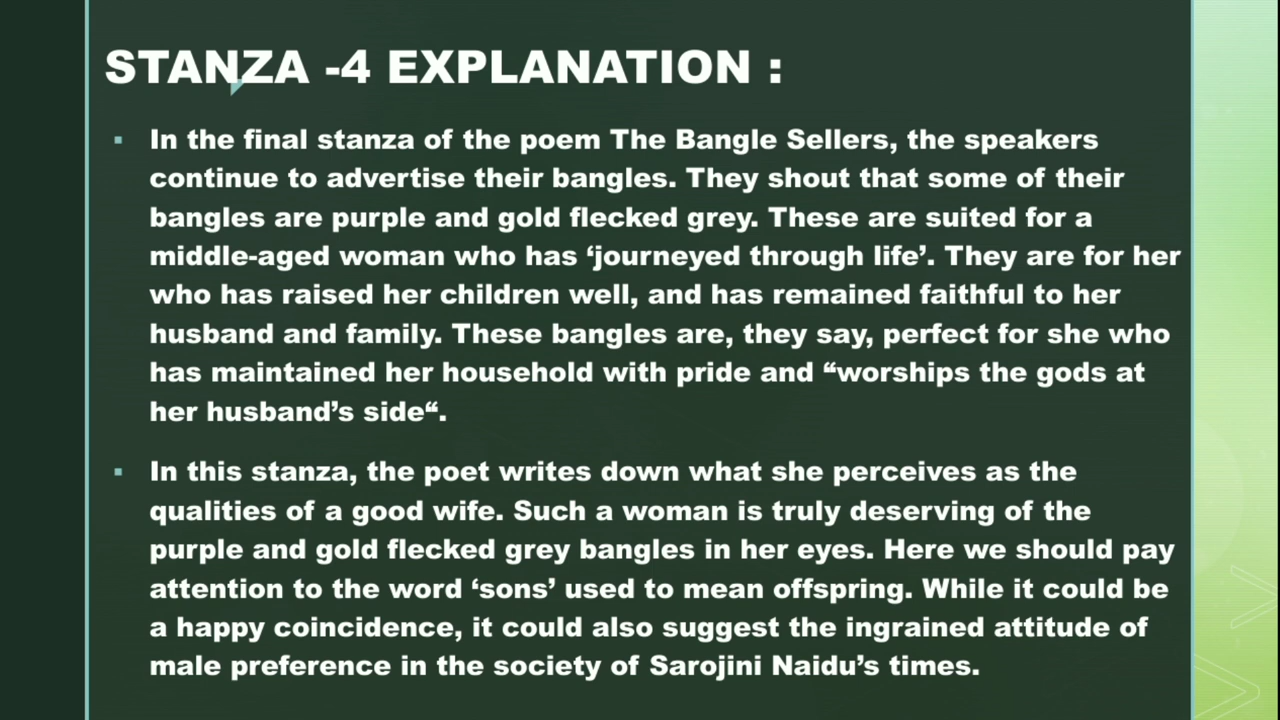 STANZA -4 EXPLANATION :
In the final stanza of the poem The Bangle Sellers, the speakers
continue to advertise their bangles. They shout that some of their
bangles are purple and gold flecked grey. These are suited for a
middle-aged woman who has ‘journeyed through life’. They are for her
who has raised her children well, and has remained faithful to her
husband and family. These bangles are, they say, perfect for she who
has maintained her household with pride and “worships the gods at
her husband’s side“.
In this stanza, the poet writes down what she perceives as the
qualities of a good wife. Such a woman is truly deserving of the
purple and gold flecked grey bangles in her eyes. Here we should pay
attention to the word ‘sons’ used to mean offspring. While it could be
a happy coincidence, it could also suggest the ingrained attitude of
male preference in the society of Sarojini Naidu’s times.